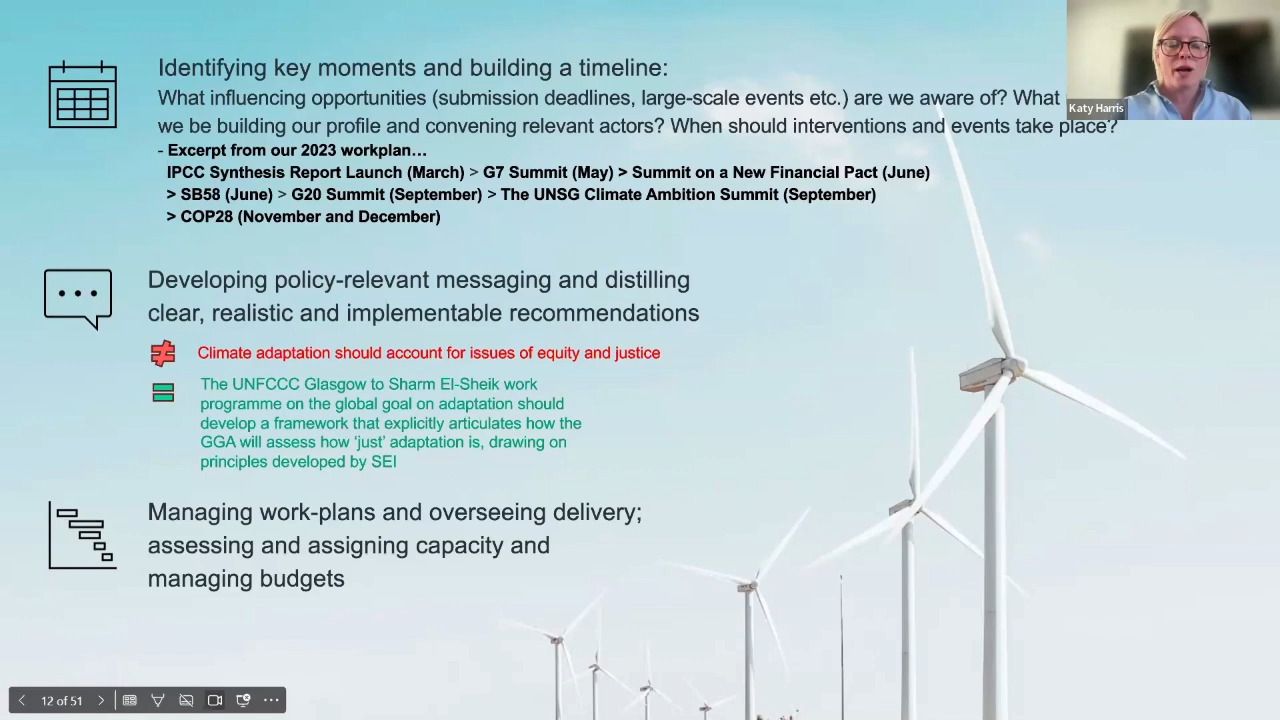 Identifying key moments and building a timeline:
What influencing opportunities (submission deadlines, large-scale events etc.) are we aware of? What
we be building our profile and convening relevant actors? When should interventions and events take place?
- Excerpt from our 2023 workplan…
IPCC Synthesis Report Launch (March) > G7 Summit (May) > Summit on a New Financial Pact (June)
> SB58 (June) > G20 Summit (September) > The UNSG Climate Ambition Summit (September)
> COP28 (November and December)
Katy Harris
Developing policy-relevant messaging and distilling
clear, realistic and implementable recommendations
Climate adaptation should account for issues of equity and justice
The UNFCCC Glasgow to Sharm El-Sheik work
programme on the global goal on adaptation should
develop a framework that explicitly articulates how the
GGA will assess how ‘just’ adaptation is, drawing on
principles developed by SEI
Managing work-plans and overseeing delivery;
assessing and assigning capacity and
managing budgets
12 of 51